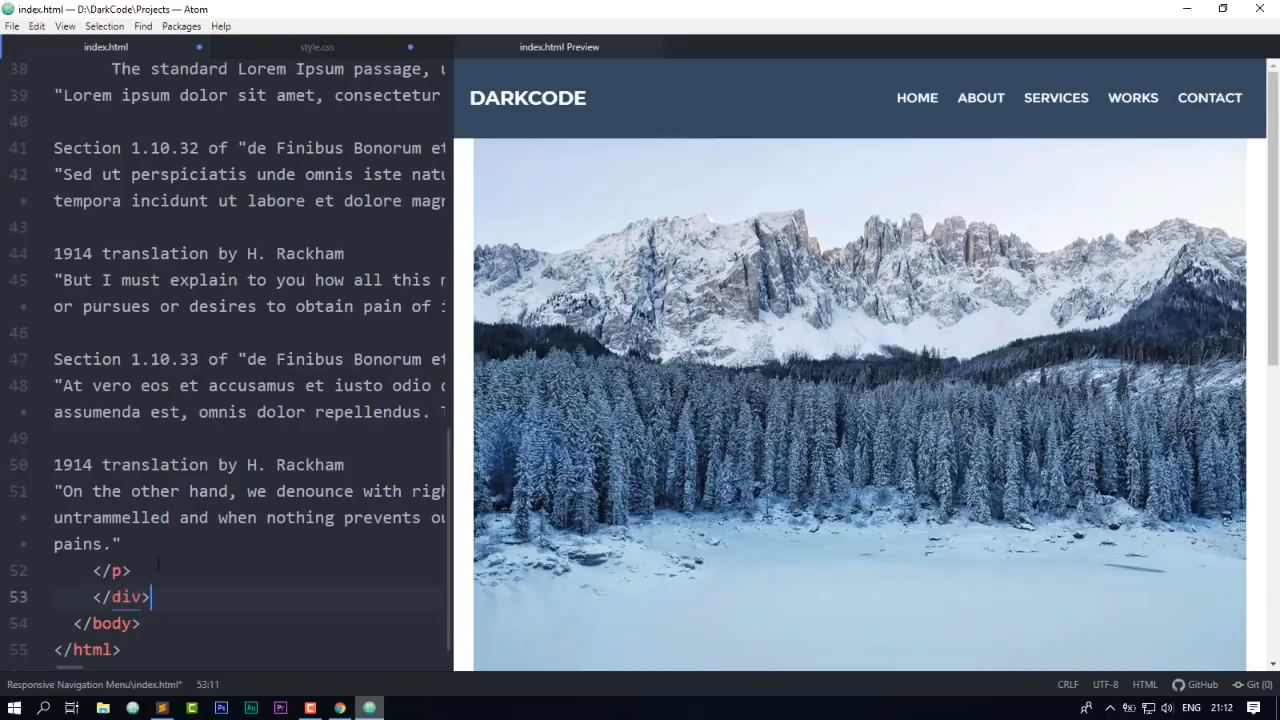 index.html — D:\DarkCode\Projects — Atom
File Edit View Selection Find Packages Help
index.html style.css index.html Preview
38 The standard Lorem Ipsum passage, u
39 "Lorem ipsum dolor sit amet, consectetur
40
41 Section 1.10.32 of "de Finibus Bonorum et
42 "Sed ut perspiciatis unde omnis iste natu
• tempora incidunt ut labore et dolore magn
43
44 1914 translation by H. Rackham
45 "But I must explain to you how all this
• or pursues or desires to obtain pain of i
46
47 Section 1.10.33 of "de Finibus Bonorum et
48 "At vero eos et accusamus et iusto odio
• assumenda est, omnis dolor repellendus. T
49
50 1914 translation by H. Rackham
51 "On the other hand, we denounce with righ
• untrammelled and when nothing prevents ou
• pains."
52 </p>
53 </div>
54 </body>
55 </html>
DARKCODE HOME ABOUT SERVICES WORKS CONTACT
Responsive Navigation Menu\index.html* 53:11 CRLF UTF-8 HTML GitHub Git (0)
Ps Au Pr ENG 21:12